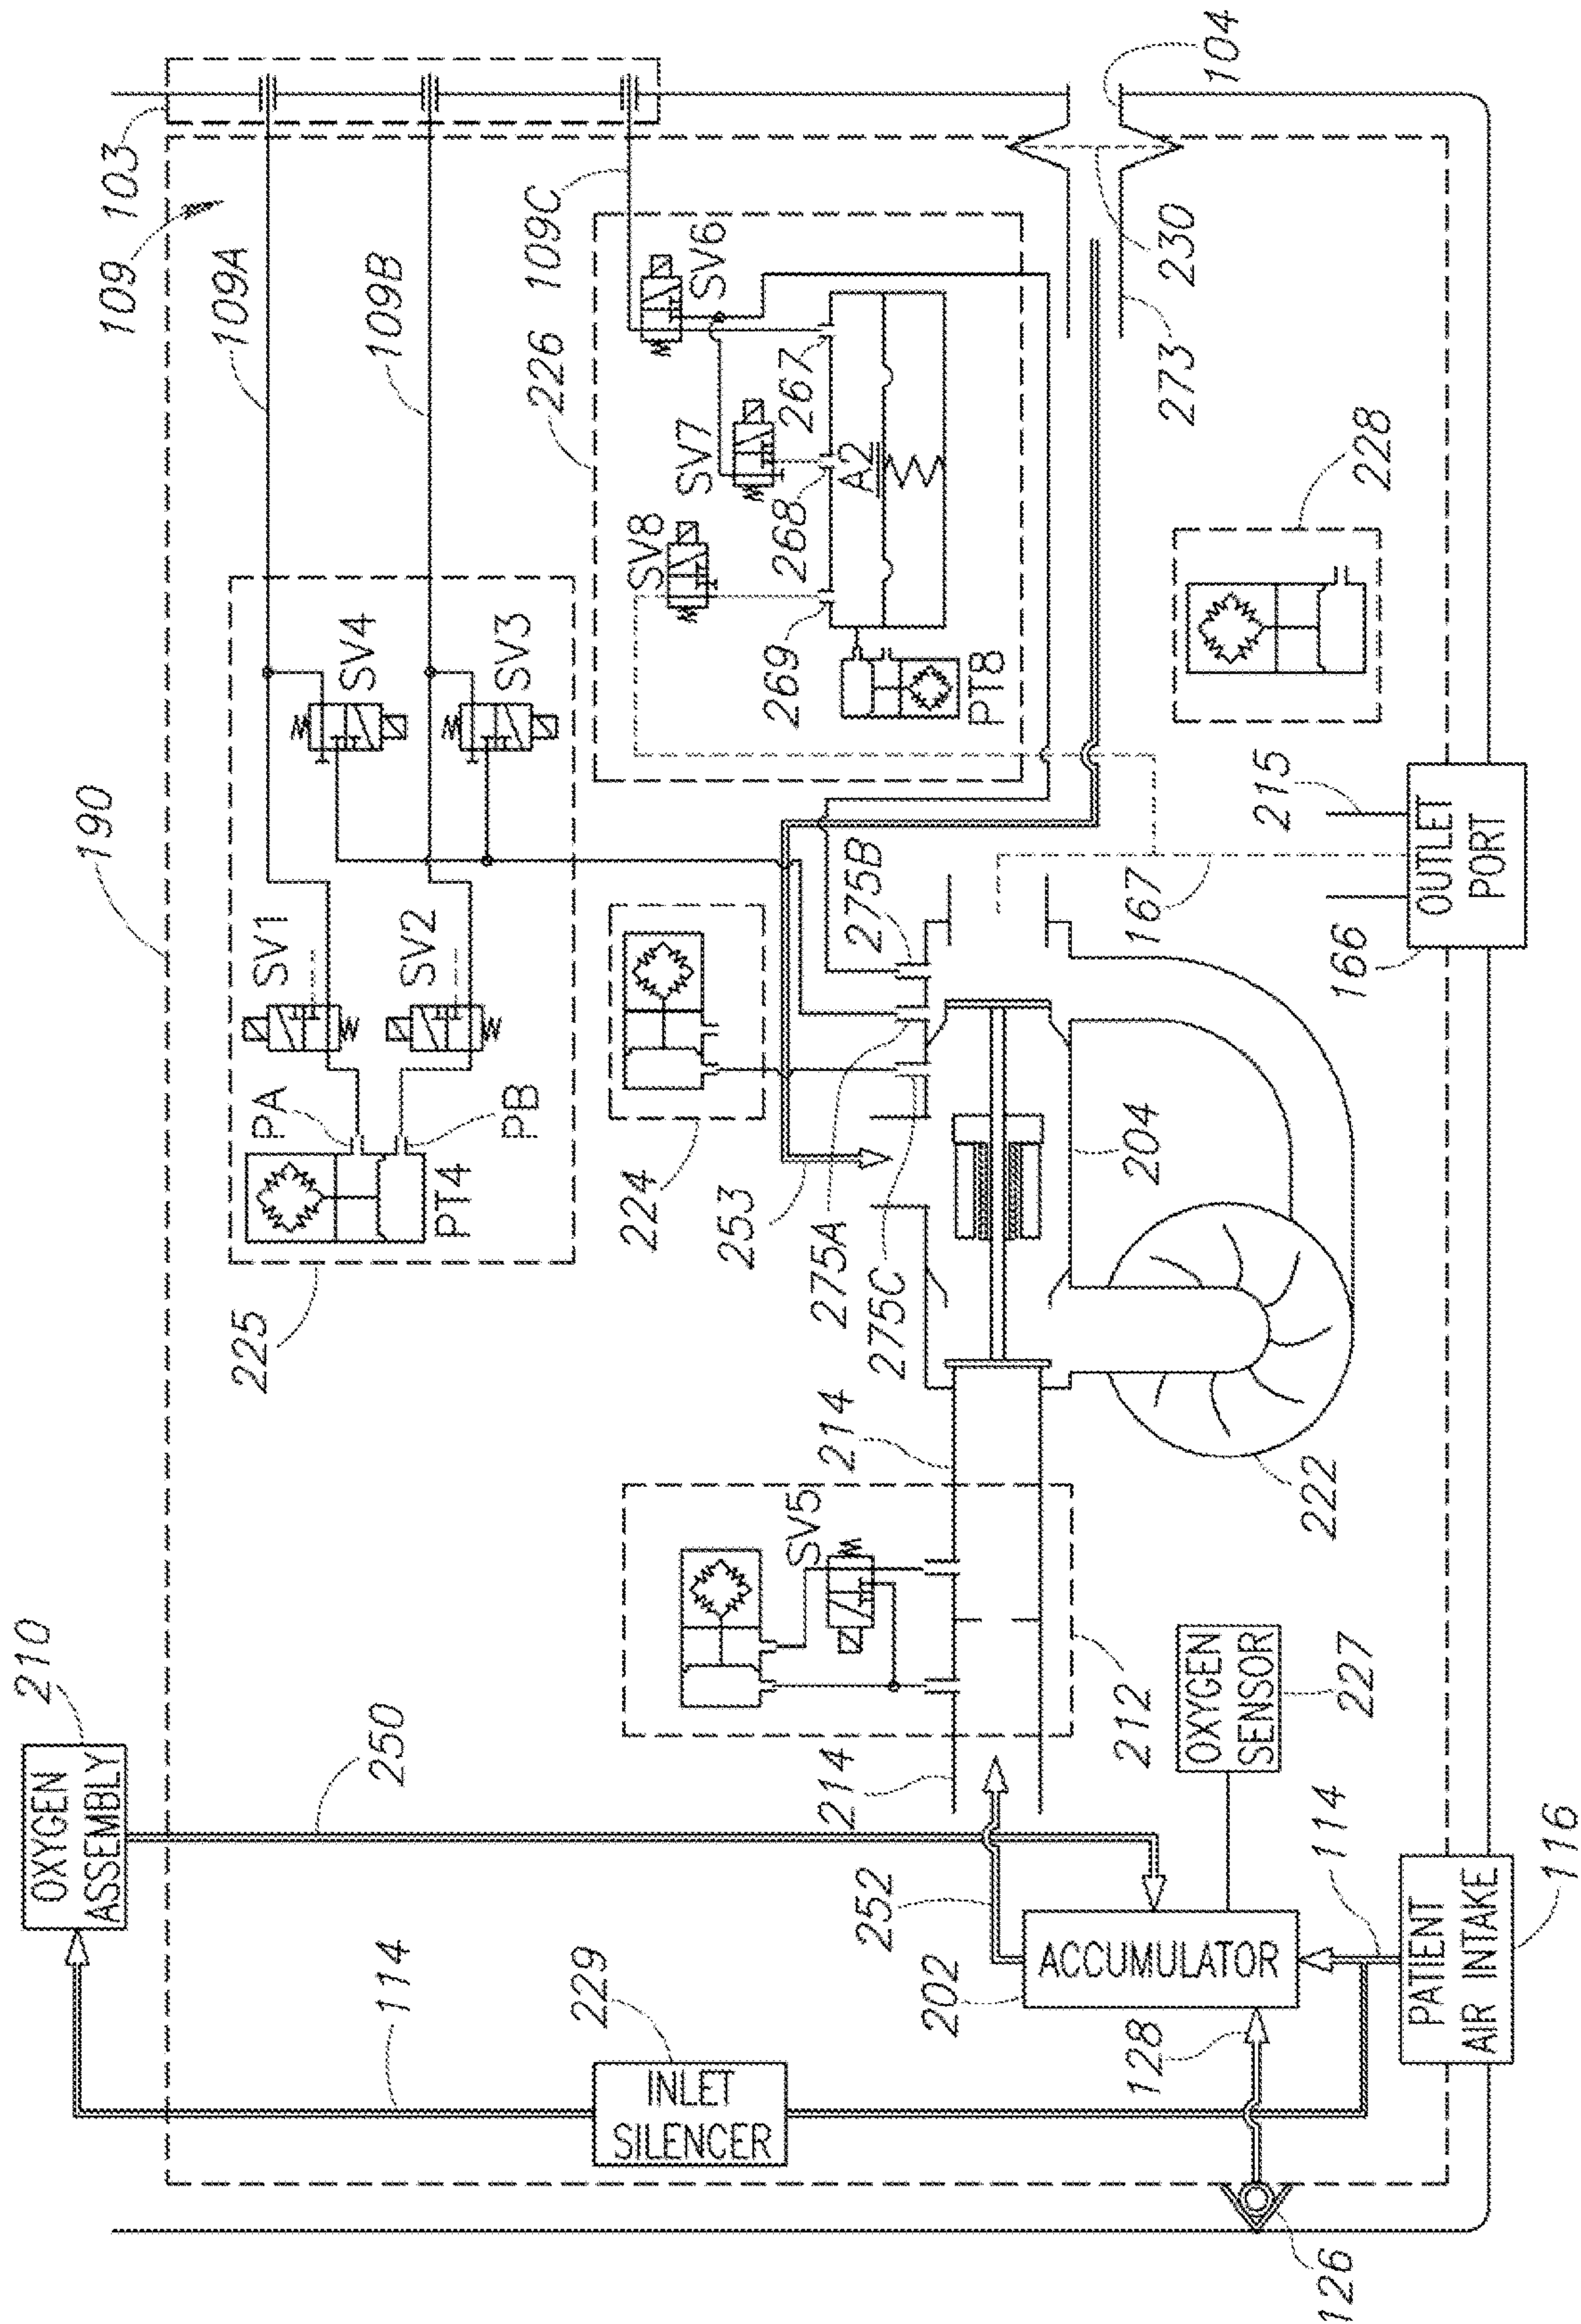 210
OXYGEN
ASSEMBLY
250
114
INLET
SILENCER
229
190
225
PT4
PA
PB
SV1
SV2
SV4
SV3
109A
109B
109
103
224
253
275A
275C
275B
226
SV8
SV7
SV6
109C
269
268
267
A2
PT8
104
230
273
228
215
OUTLET
PORT
166
167
204
222
214
SV5
214
212
OXYGEN
SENSOR
227
252
202
ACCUMULATOR
128
114
PATIENT
AIR INTAKE
116
126